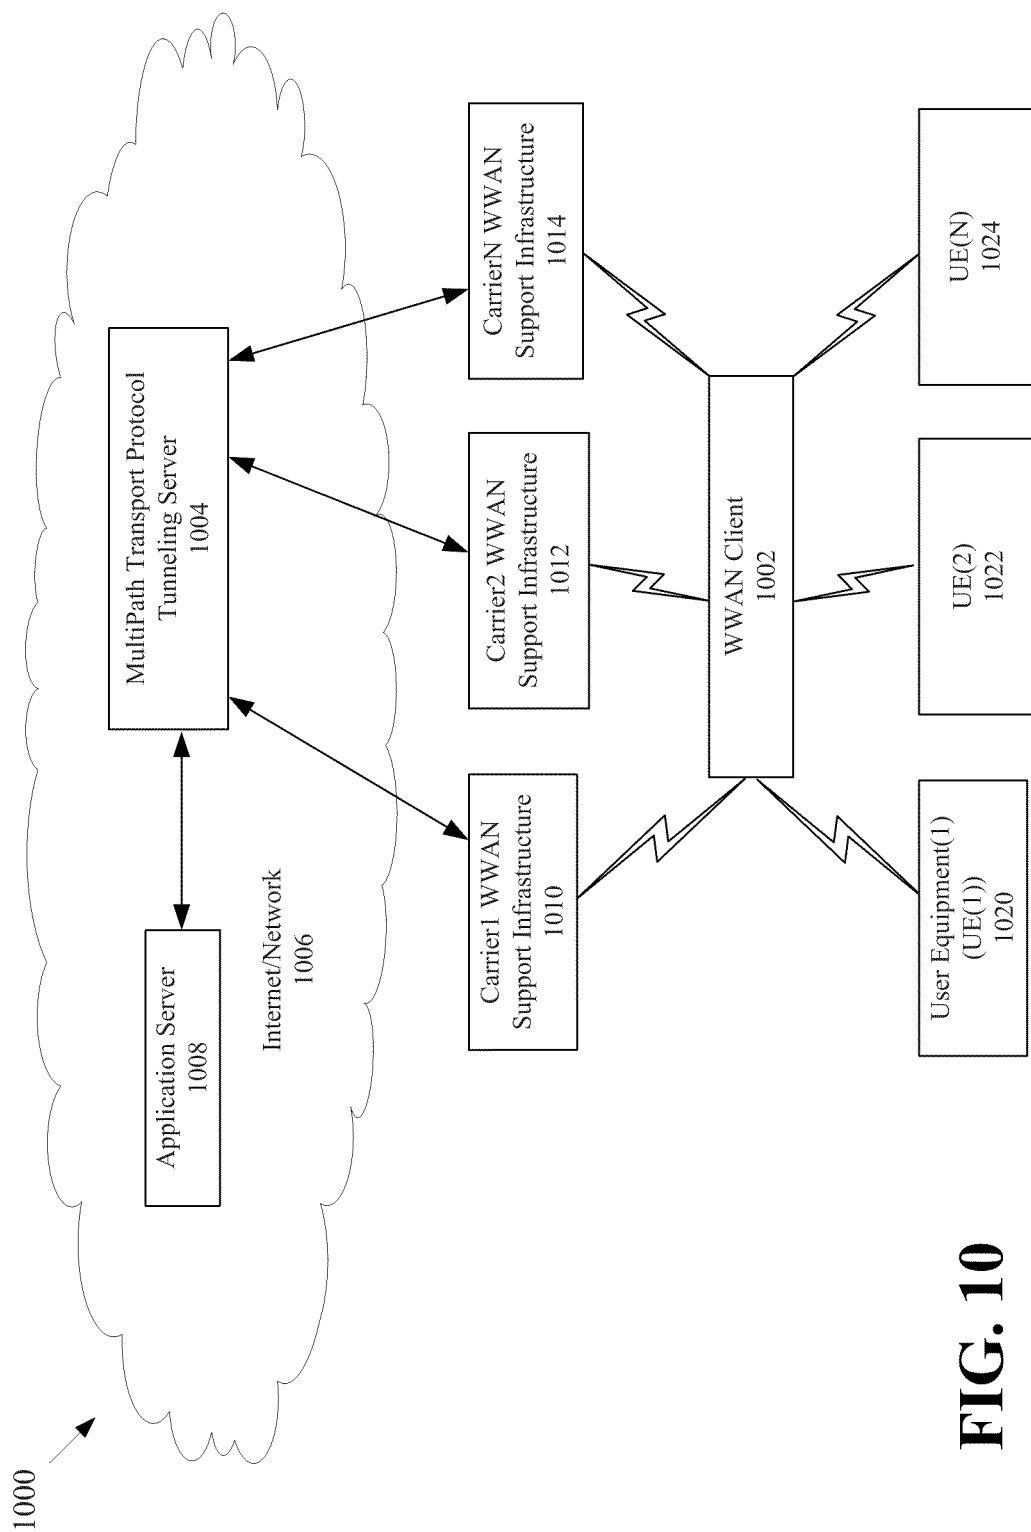 1000
MultiPath Transport Protocol
Tunneling Server
1004
Application Server
1008
Internet/Network
1006
Carrier1 WWAN
Support Infrastructure
1010
Carrier2 WWAN
Support Infrastructure
1012
CarrierN WWAN
Support Infrastructure
1014
WWAN Client
1002
User Equipment(1)
(UE(1))
1020
UE(2)
1022
UE(N)
1024
FIG. 10